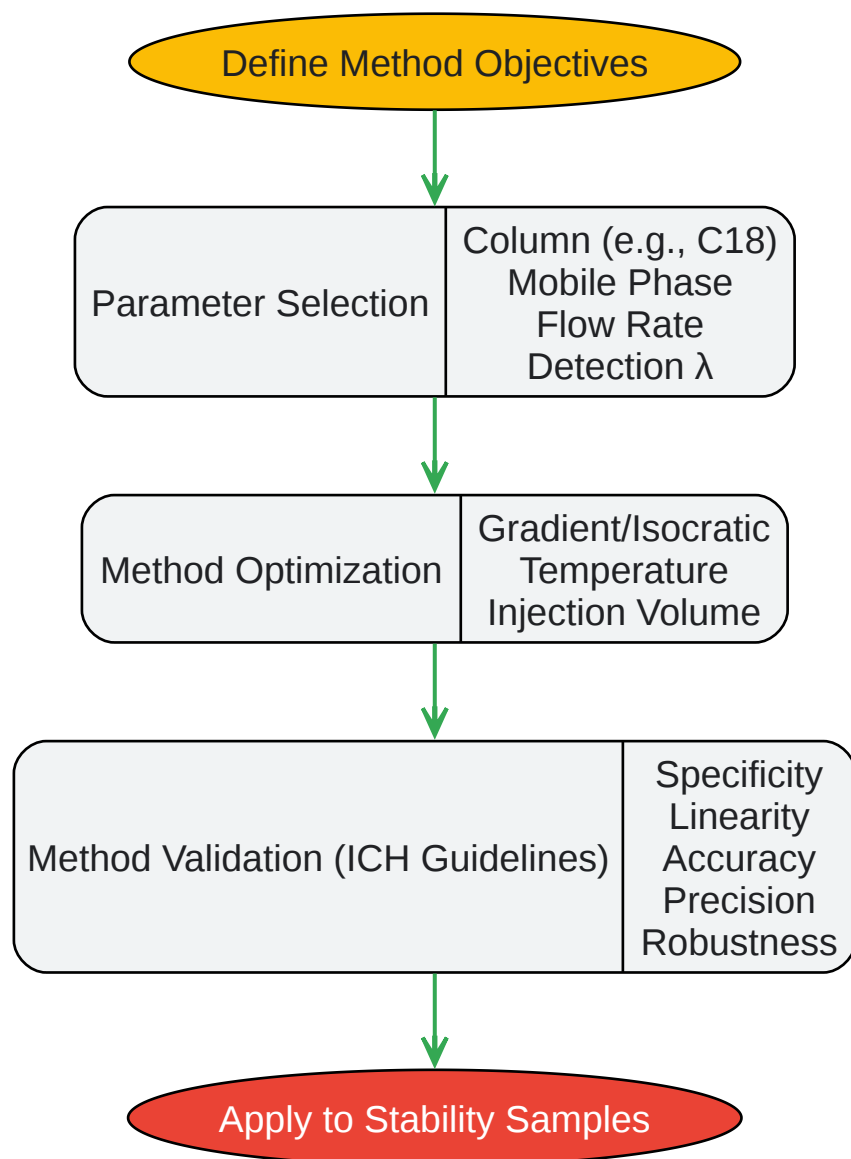 Define Method Objectives
Parameter Selection
Column (e.g., C18)
Mobile Phase
Flow Rate
Detection λ
Method Optimization
Gradient/Isocratic
Temperature
Injection Volume
Method Validation (ICH Guidelines)
Specificity
Linearity
Accuracy
Precision
Robustness
Apply to Stability Samples